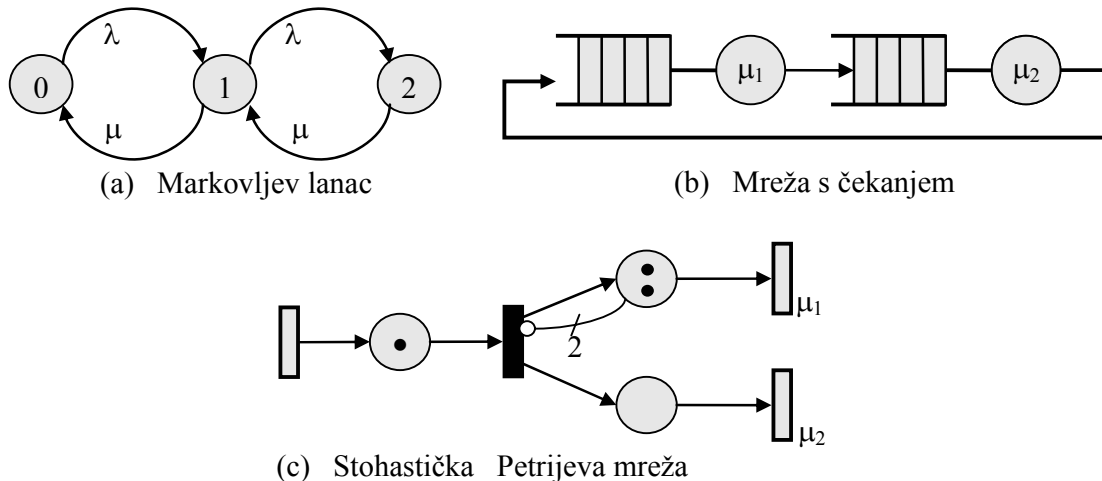 λ λ
0 1 2
μ μ
(a) Markovljev lanac
μ1 μ2
(b) Mreža s čekanjem
2
μ1
μ2
(c) Stohastička Petrijeva mreža